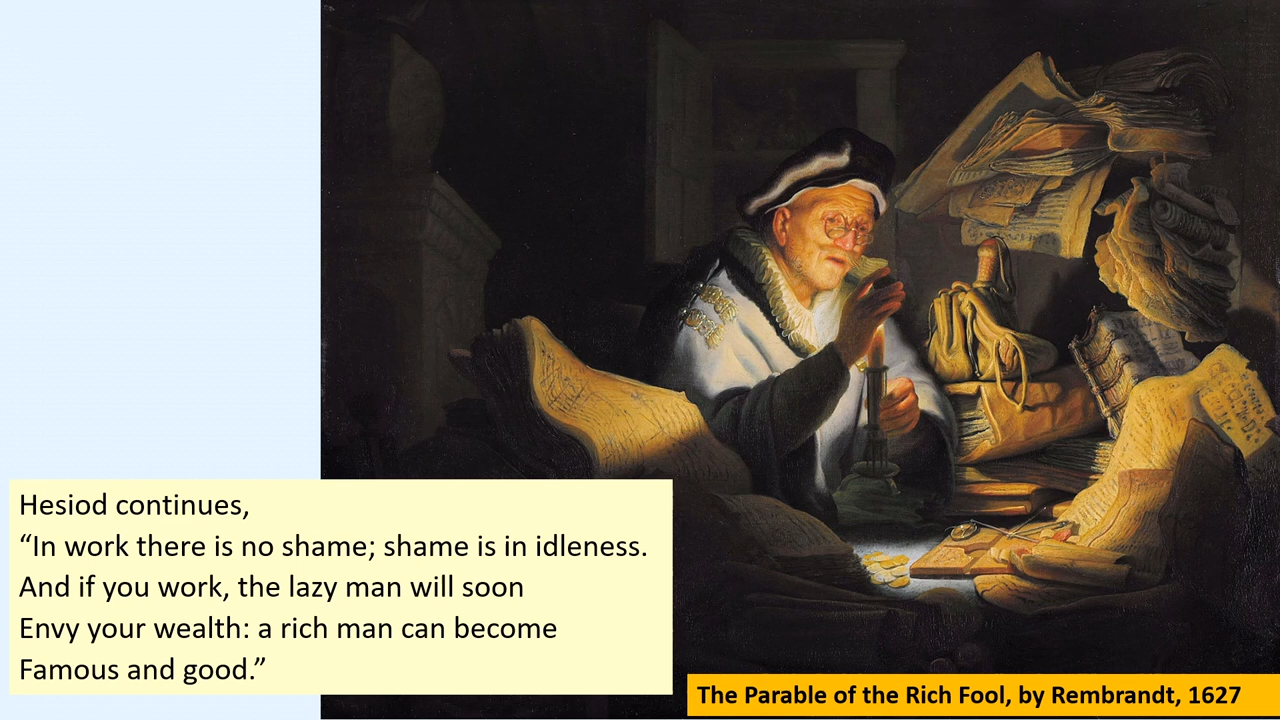 Hesiod continues,
“In work there is no shame; shame is in idleness.
And if you work, the lazy man will soon
Envy your wealth: a rich man can become
Famous and good.”
The Parable of the Rich Fool, by Rembrandt, 1627